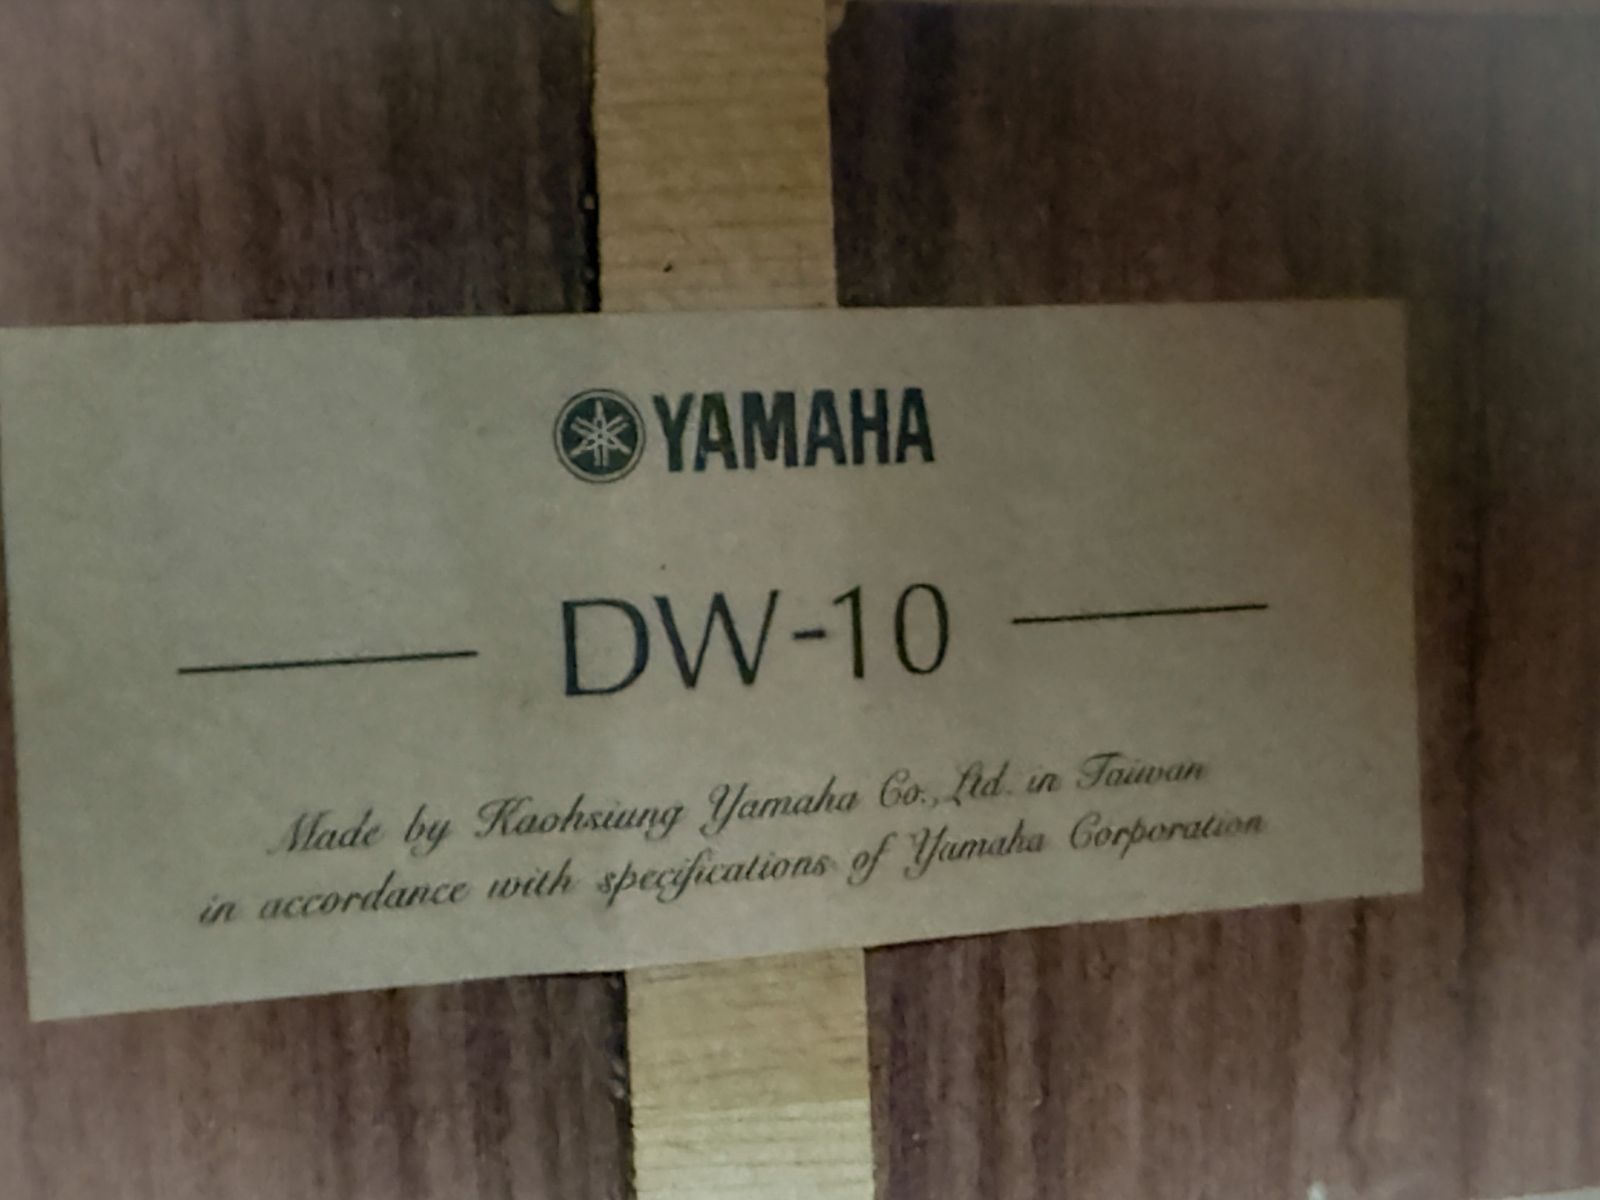 YAMAHA
DW-10
Made by Kaohsiung Yamaha Co., Ltd. in Taiwan
in accordance with specifications of Yamaha Corporation